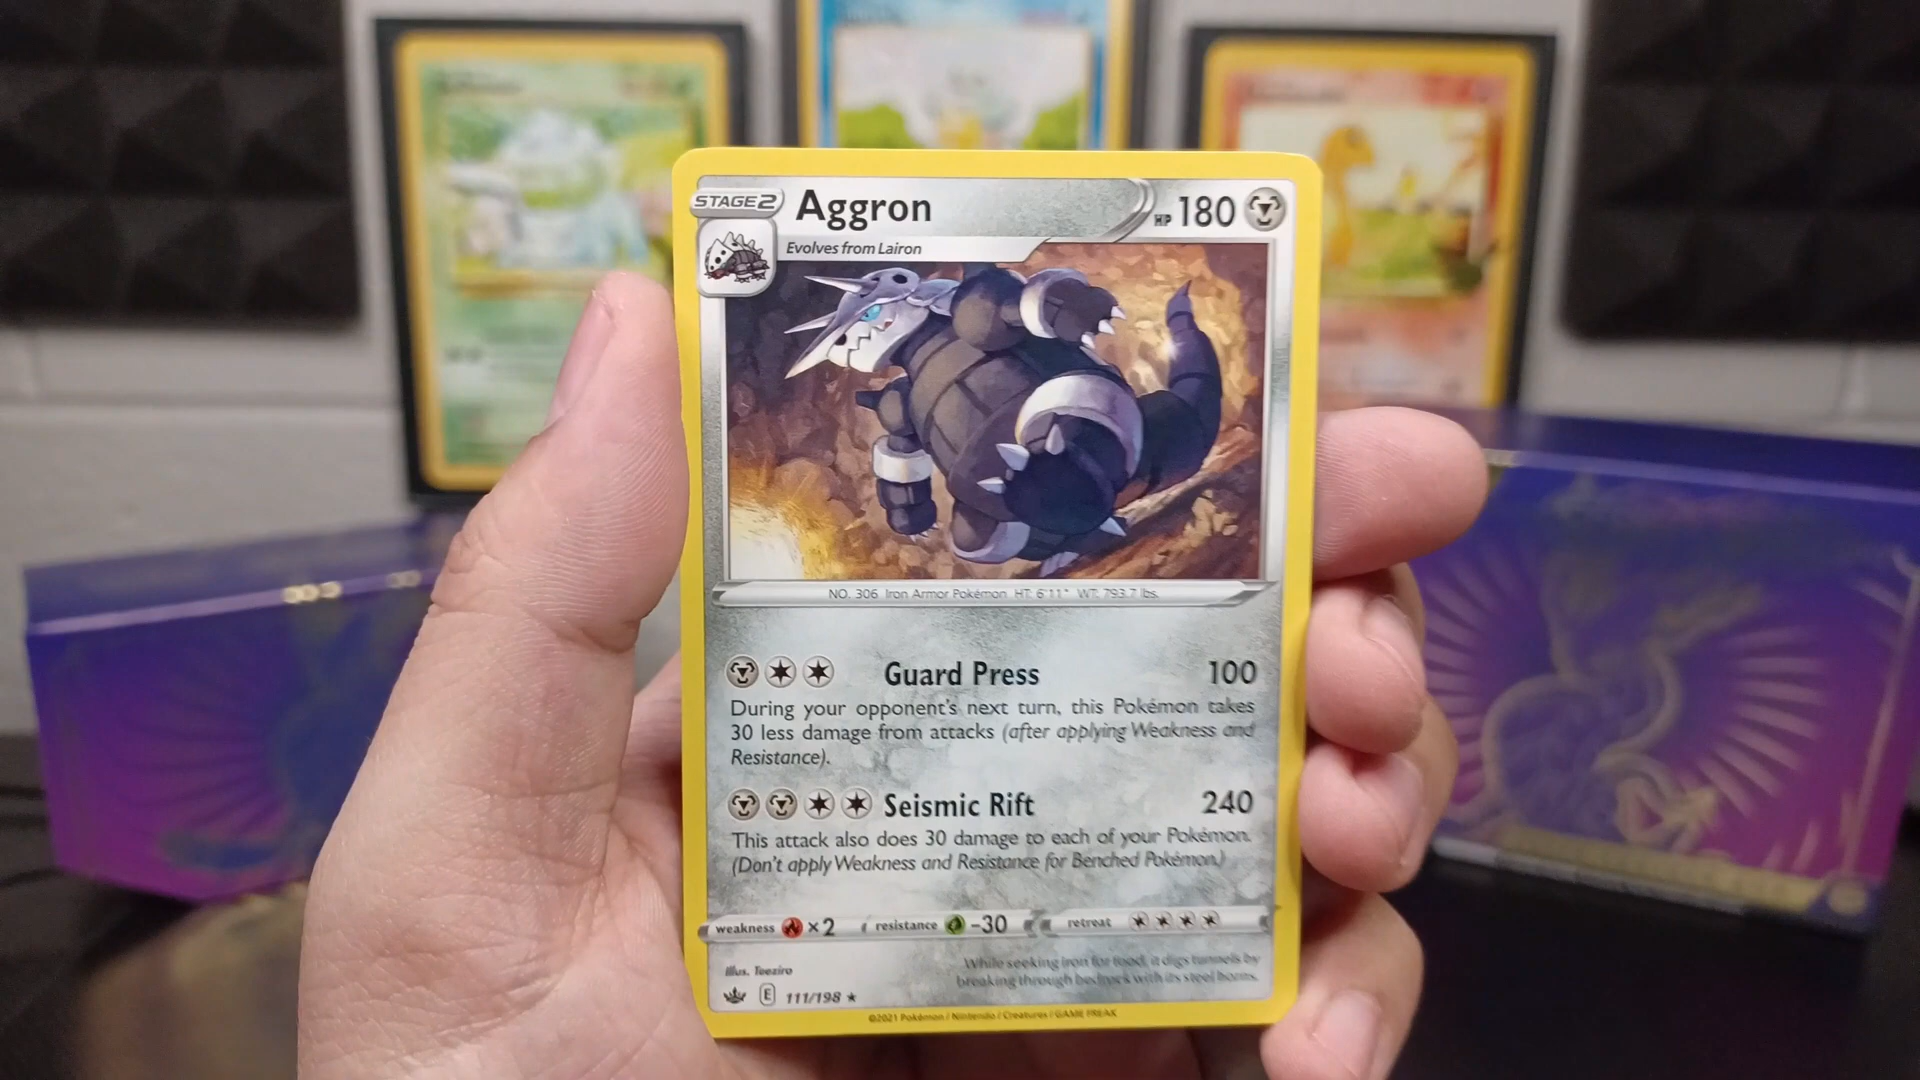 STAGE 2
Aggron
HP 180
Evolves from Lairon
NO. 306 Iron Armor Pokémon HT: 6'11" WT: 793.7 lbs.
Guard Press 100
During your opponent's next turn, this Pokémon takes
30 less damage from attacks (after applying Weakness and
Resistance).
Seismic Rift 240
This attack also does 30 damage to each of your Pokémon.
(Don't apply Weakness and Resistance for Benched Pokémon.)
weakness ×2 resistance -30 retreat
Illus. Teeziro
While seeking iron for food, it digs tunnels by
breaking through bedrock with its steel horns.
E 111/198 ★
©2021 Pokémon / Nintendo / Creatures / GAME FREAK